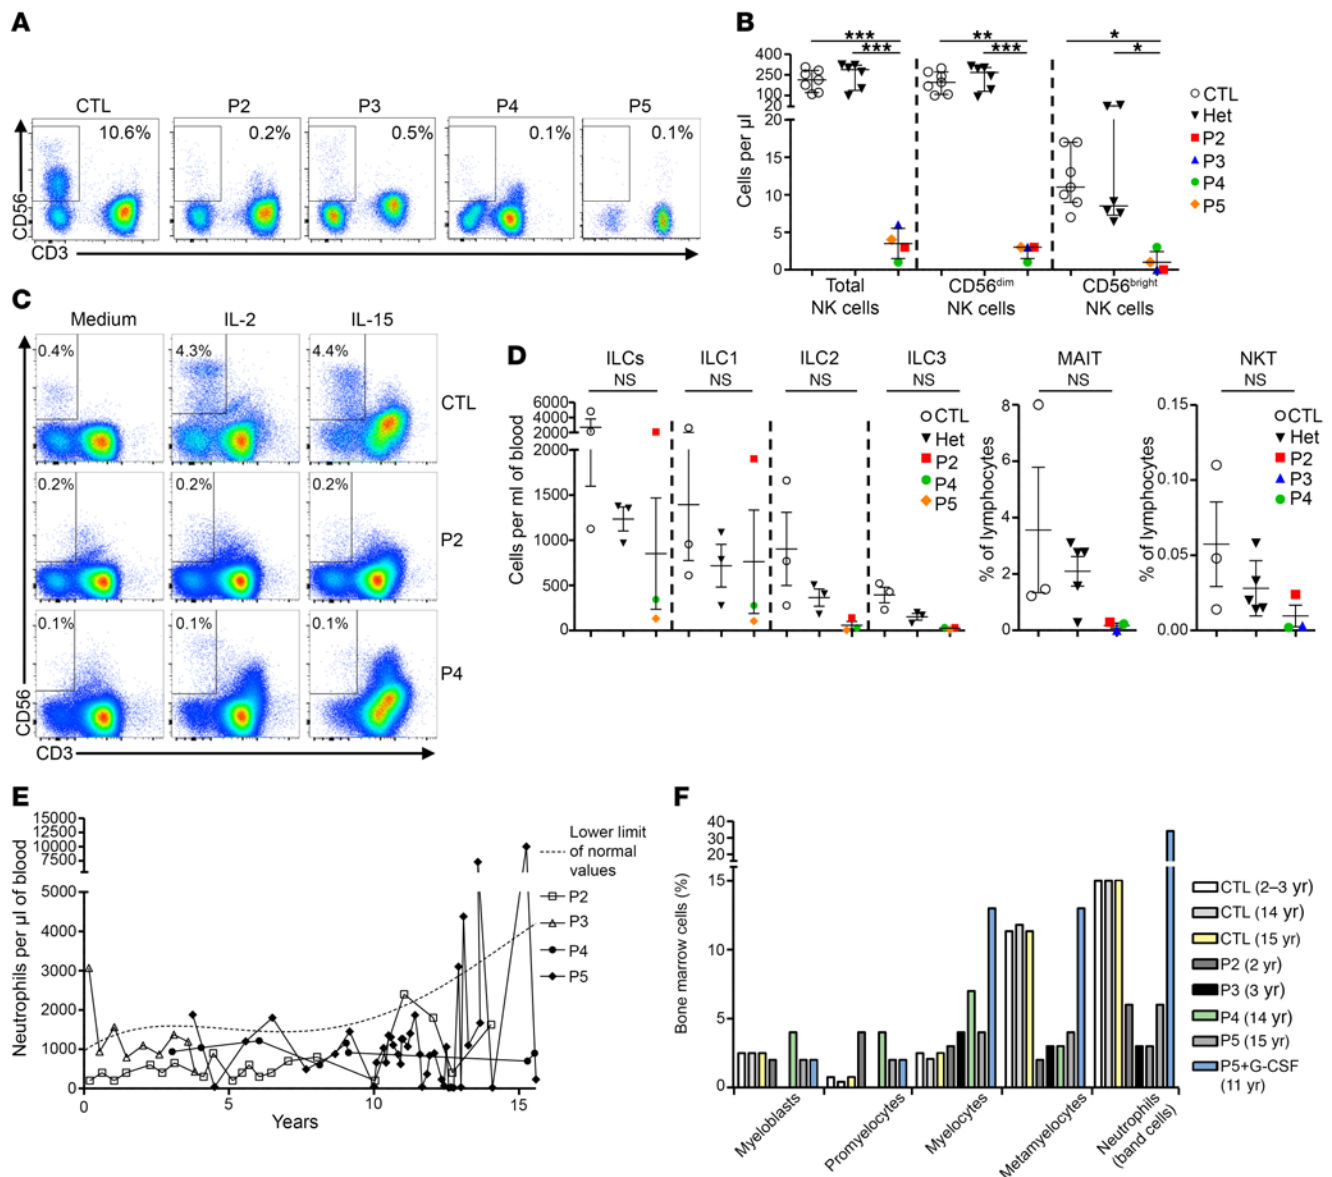 A
CTL P2 P3 P4 P5
10.6% 0.2% 0.5% 0.1% 0.1%
CD56
CD3
B
*** ** *
*** *** *
400
250
100
20
20
15
10
5
0
Cells per µl
Total
NK cells
CD56dim
NK cells
CD56bright
NK cells
CTL
Het
P2
P3
P4
P5
C
Medium IL-2 IL-15
0.4% 4.3% 4.4%
CTL
0.2% 0.2% 0.2%
P2
0.1% 0.1% 0.1%
P4
CD56
CD3
D
ILCs ILC1 ILC2 ILC3 MAIT NKT
NS NS NS NS NS NS
6000
4000
2000
2000
1500
1000
500
0
Cells per ml of blood
CTL
Het
P2
P4
P5
8
6
4
2
0
% of lymphocytes
0.15
0.10
0.05
0.00
% of lymphocytes
CTL
Het
P2
P3
P4
E
15000
12500
10000
7500
5000
4000
3000
2000
1000
0
Neutrophils per µl of blood
0 5 10 15
Years
Lower limit
of normal
values
P2
P3
P4
P5
F
40
30
20
15
10
5
0
Bone marrow cells (%)
Myeloblasts
Promyelocytes
Myelocytes
Metamyelocytes
Neutrophils
(band cells)
CTL (2–3 yr)
CTL (14 yr)
CTL (15 yr)
P2 (2 yr)
P3 (3 yr)
P4 (14 yr)
P5 (15 yr)
P5+G-CSF
(11 yr)